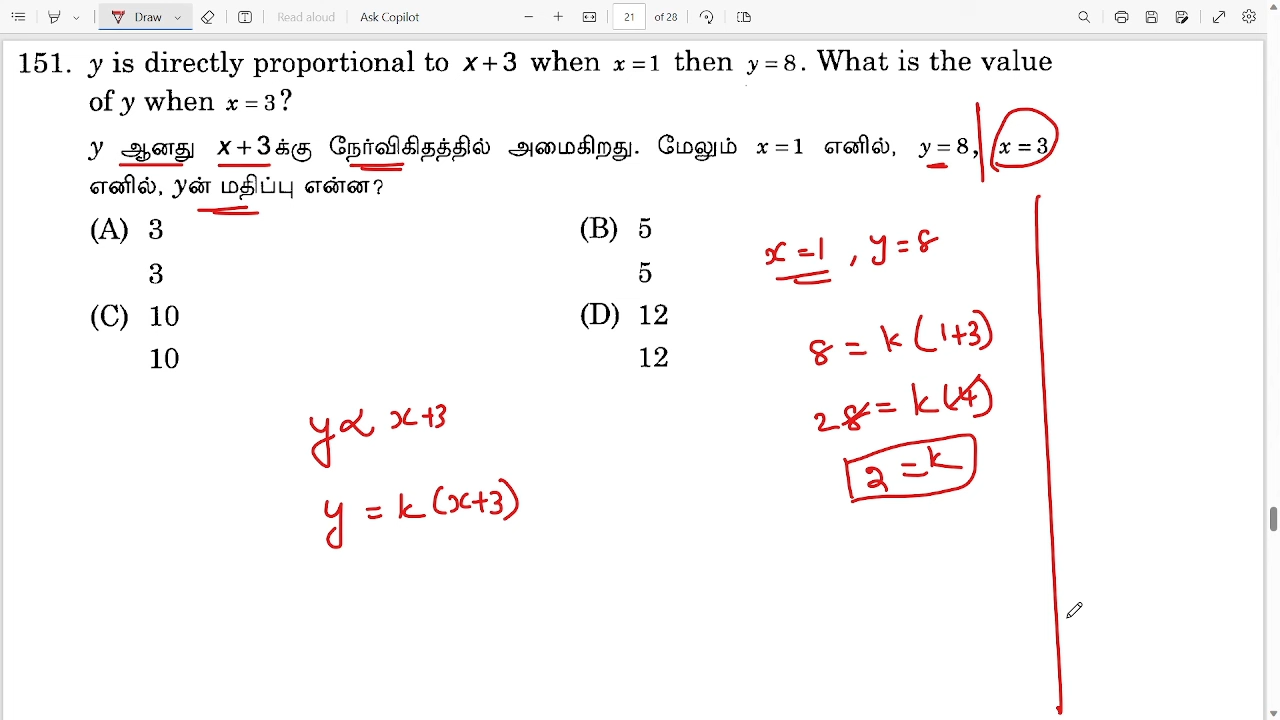 Draw Read aloud Ask Copilot 21 of 28
151. y is directly proportional to x+3 when x=1 then y=8. What is the value
of y when x=3?
y ஆனது x+3க்கு நேர்விகிதத்தில் அமைகிறது. மேலும் x=1 எனில், y=8, x=3
எனில், yன் மதிப்பு என்ன?
(A) 3 (B) 5
3 5
(C) 10 (D) 12
10 12
x=1, y=8
8 = k(1+3)
2 8 = k(4)
2 = k
y ∝ x+3
y = k(x+3)